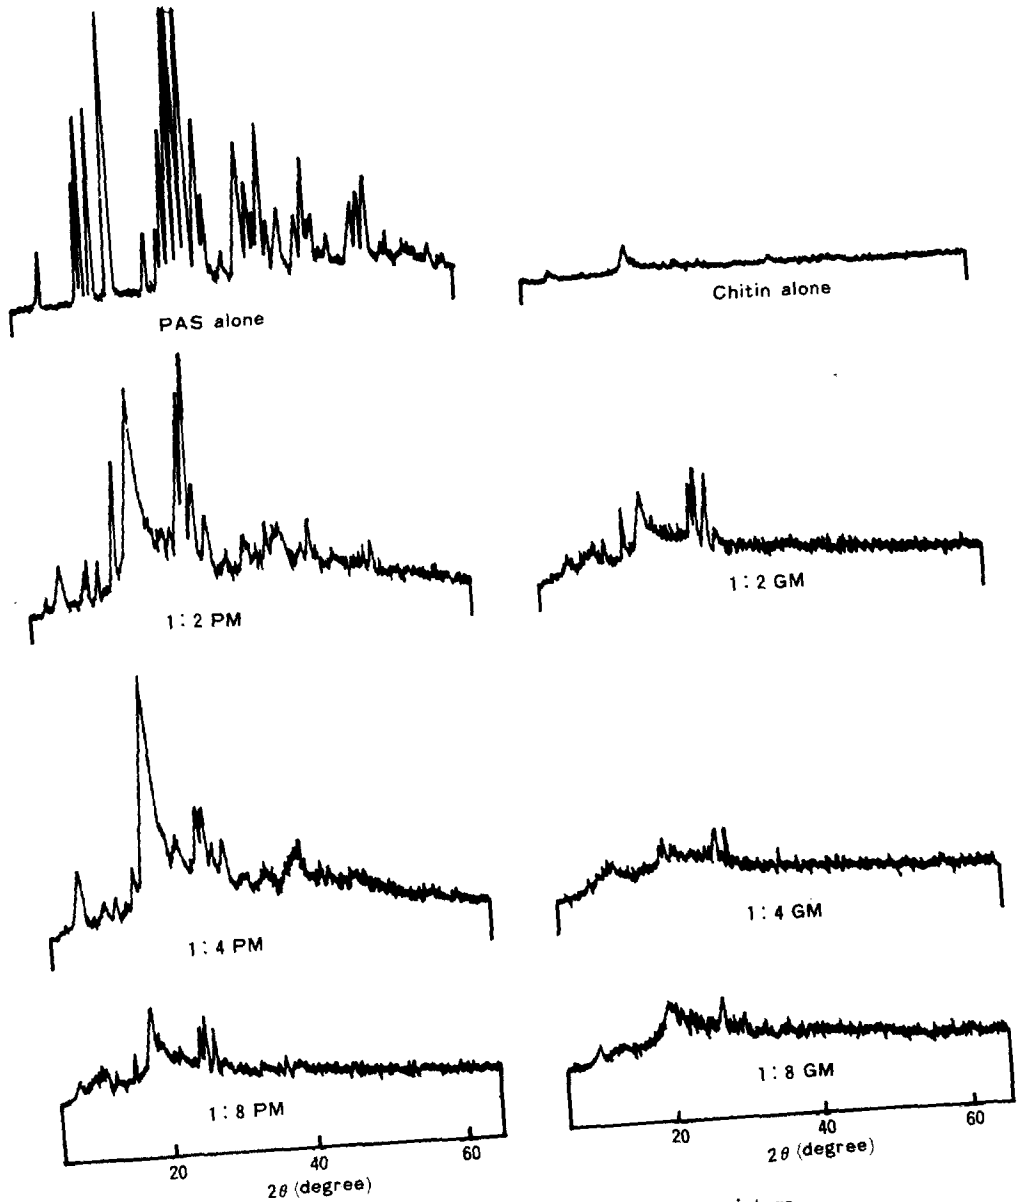 PAS alone
Chitin alone
1:2 PM
1:2 GM
1:4 PM
1:4 GM
1:8 PM
1:8 GM
20
40
60
2θ (degree)
20
40
60
2θ (degree)